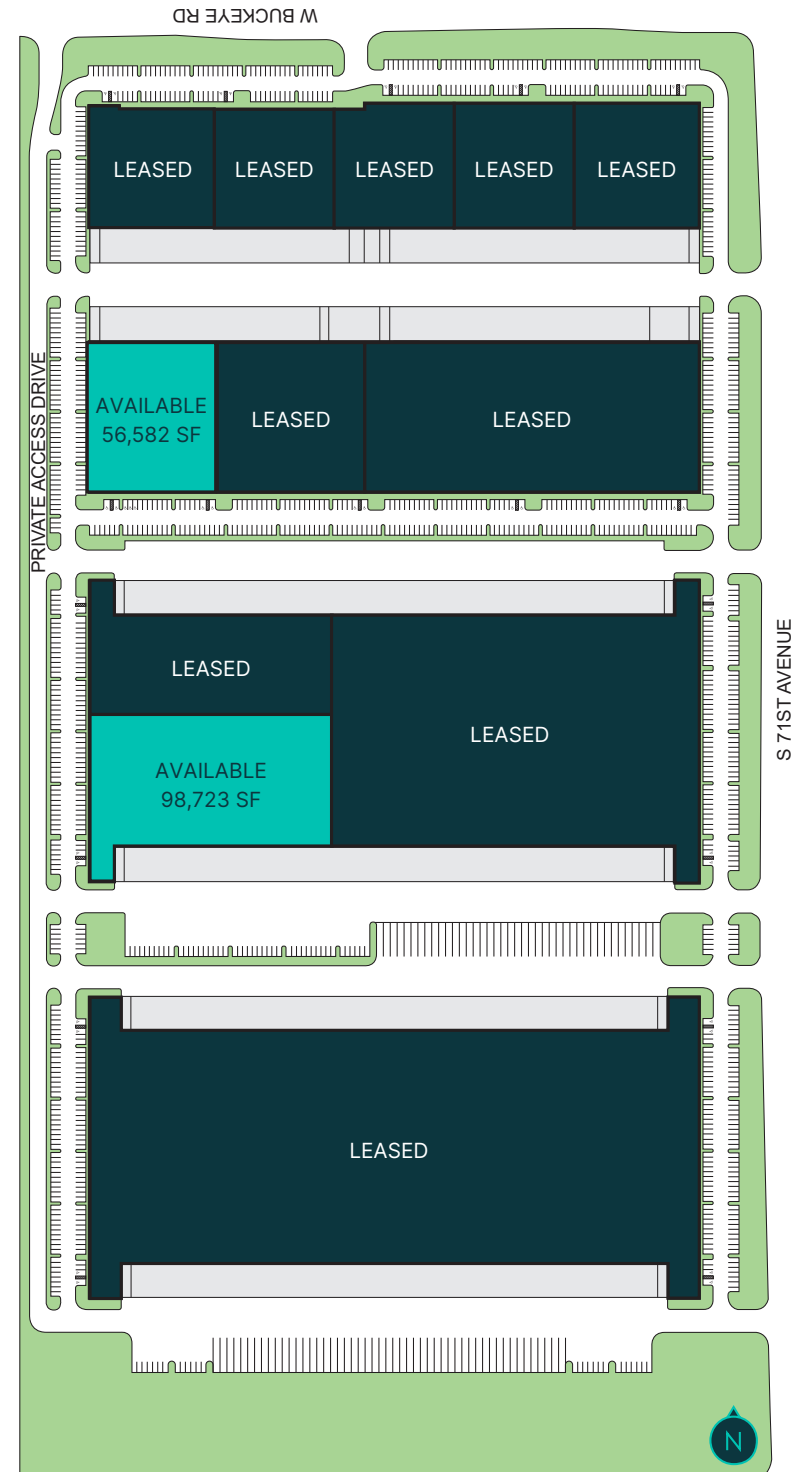 W BUCKEYE RD
LEASED
LEASED
LEASED
LEASED
LEASED
PRIVATE ACCESS DRIVE
AVAILABLE
56,582 SF
LEASED
LEASED
S 71ST AVENUE
LEASED
LEASED
AVAILABLE
98,723 SF
LEASED
N